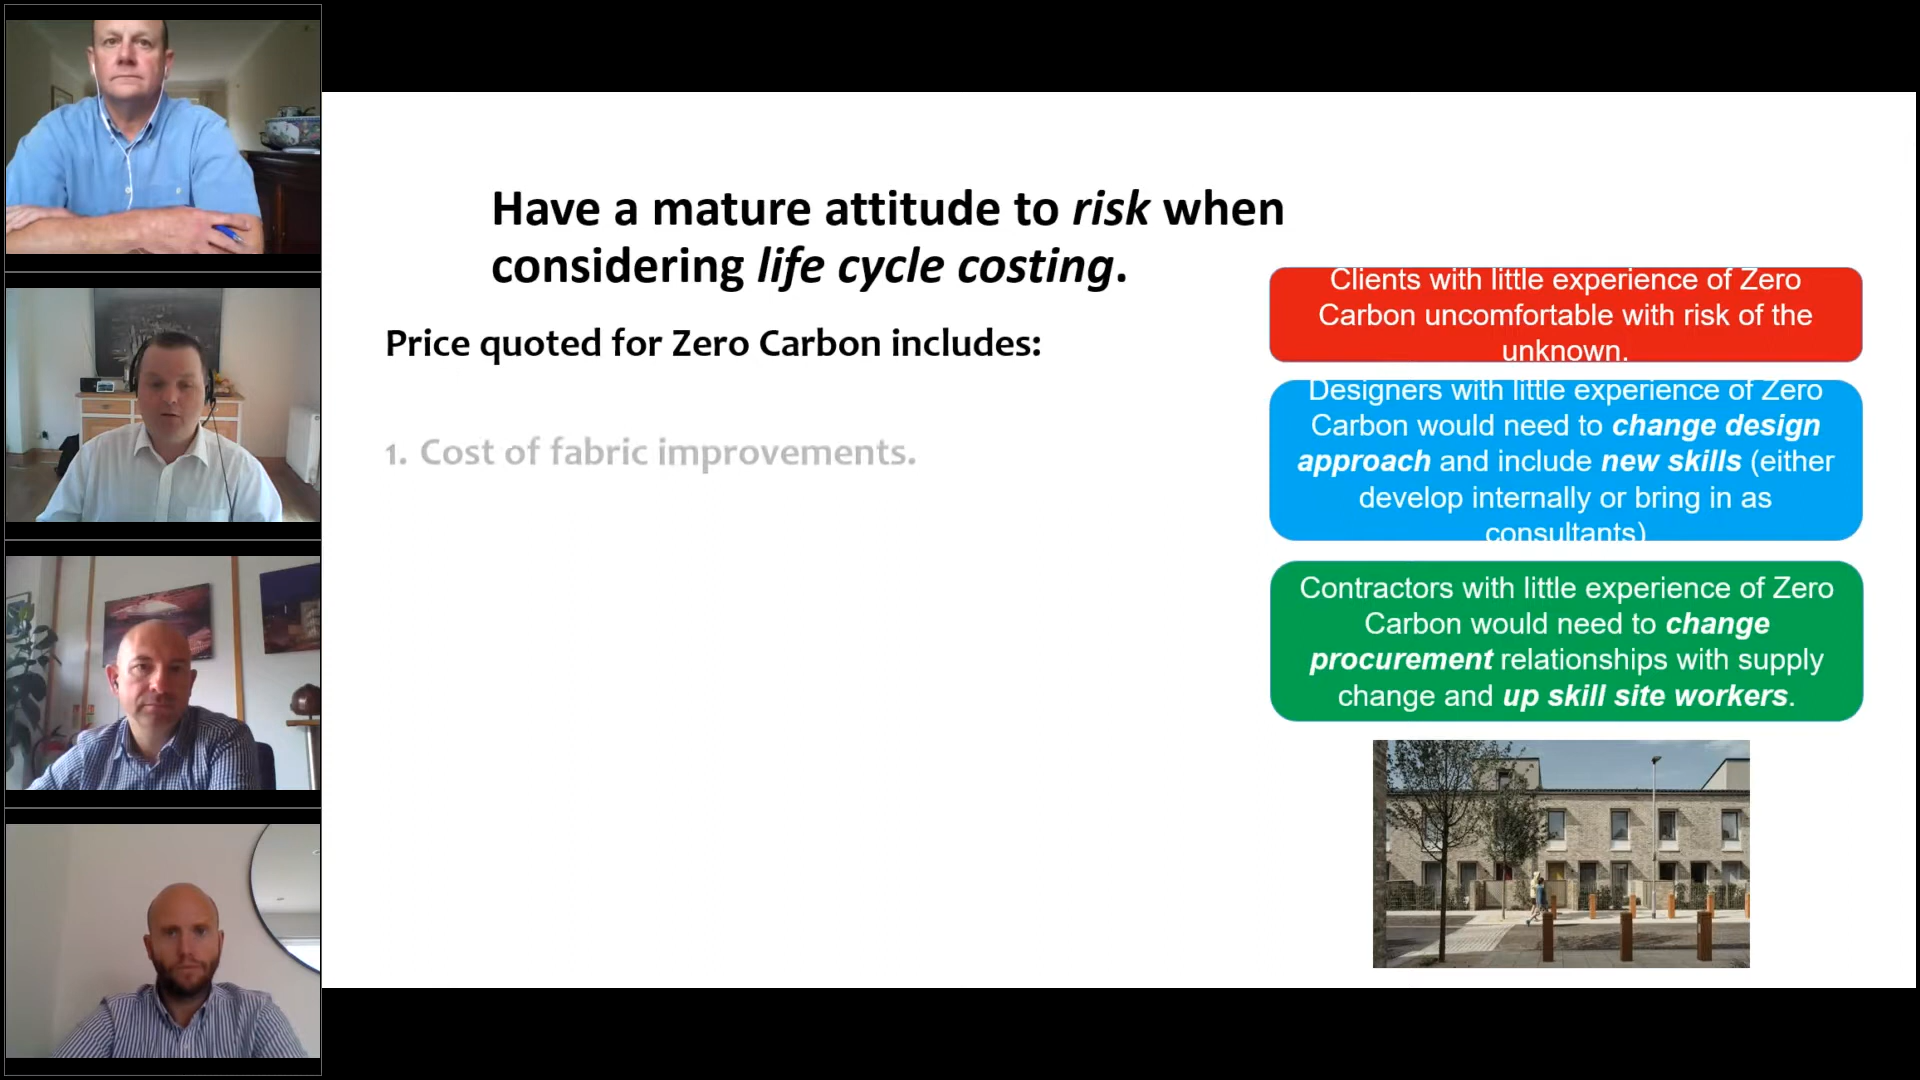 Have a mature attitude to risk when
considering life cycle costing.
Price quoted for Zero Carbon includes:
1. Cost of fabric improvements.
Clients with little experience of Zero
Carbon uncomfortable with risk of the
unknown.
Designers with little experience of Zero
Carbon would need to change design
approach and include new skills (either
develop internally or bring in as
consultants)
Contractors with little experience of Zero
Carbon would need to change
procurement relationships with supply
change and up skill site workers.